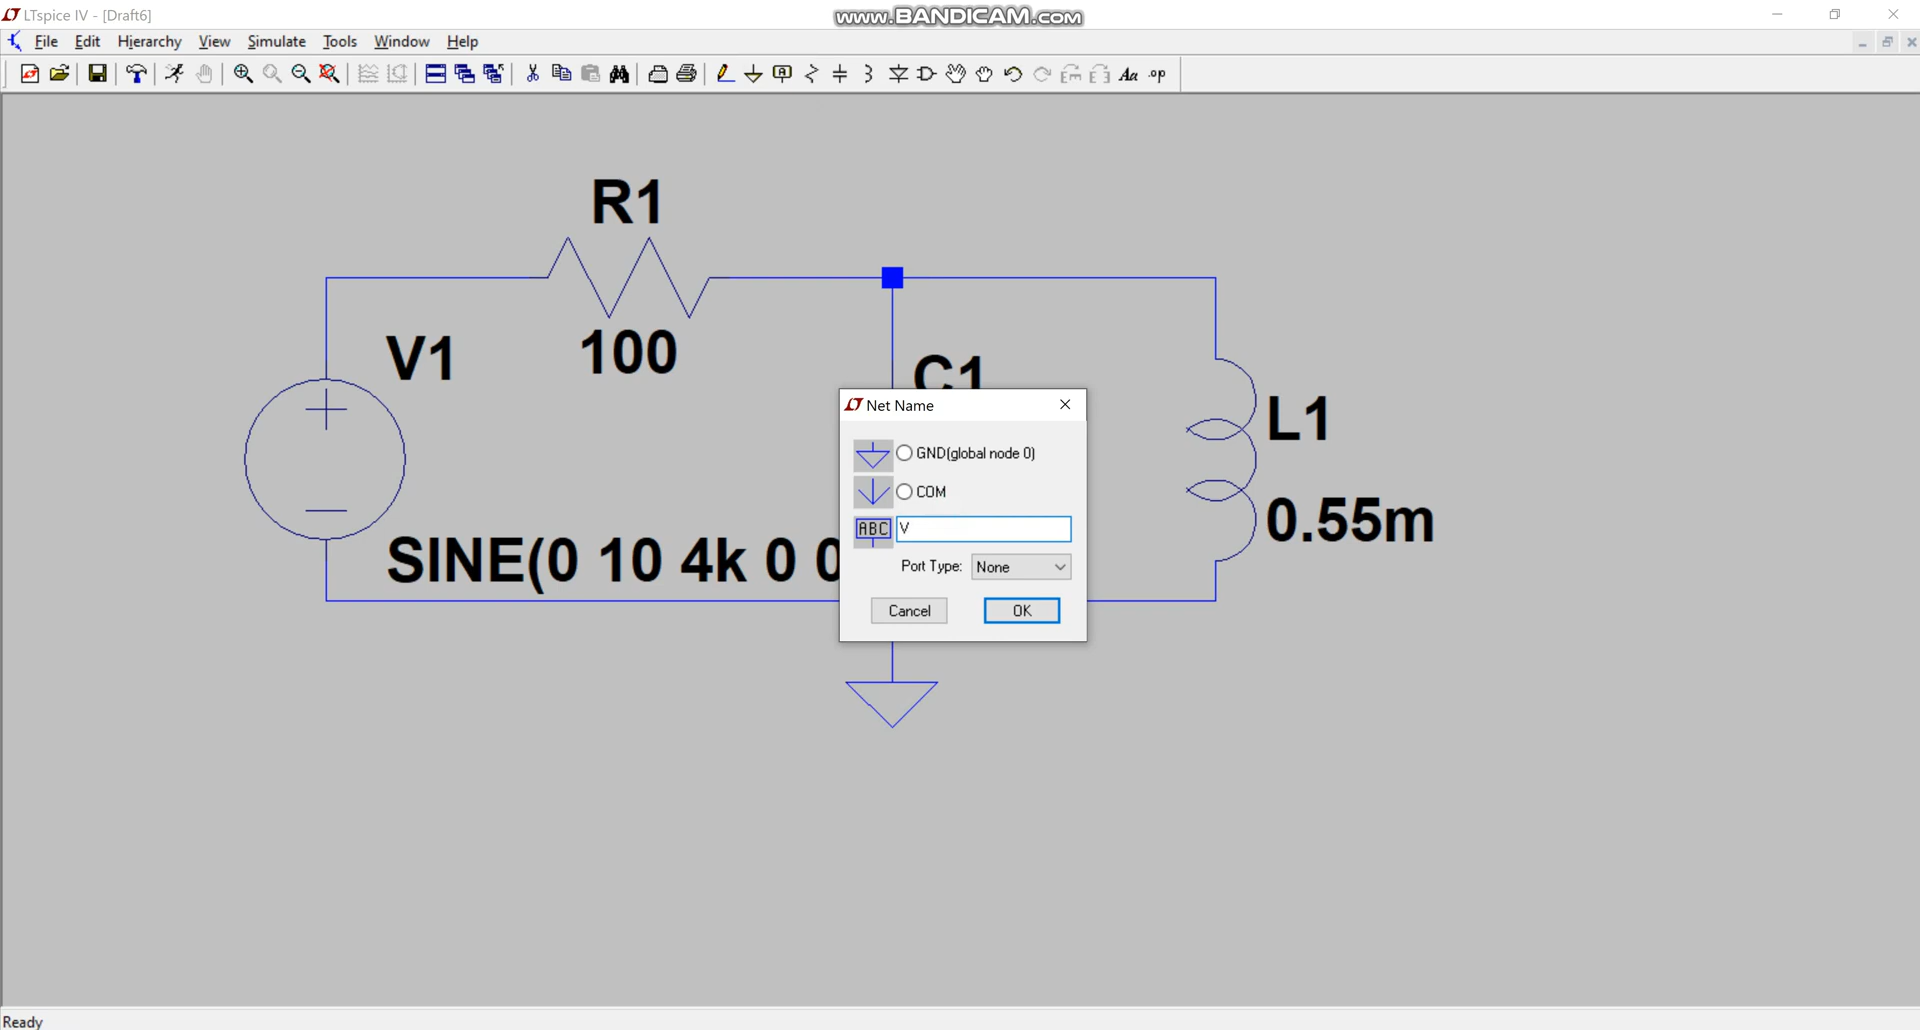 LTspice IV - [Draft6]
www.BANDICAM.com
File Edit Hierarchy View Simulate Tools Window Help
Aa .op
R1
100
V1
C1
L1
0.55m
SINE(0 10 4k 0 0
Net Name
GND(global node 0)
COM
ABC V
Port Type: None
Cancel OK
Ready